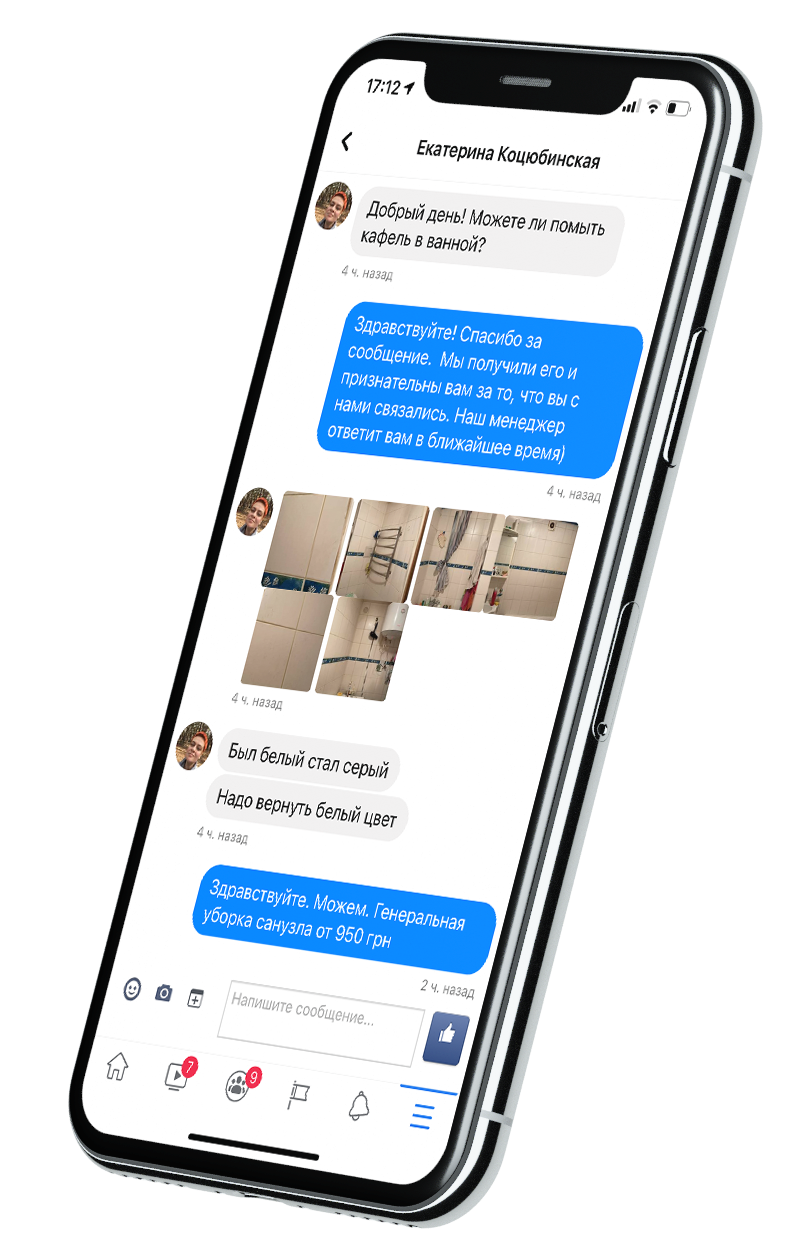 17:12
Екатерина Коцюбинская
Добрый день! Можете ли помыть
кафель в ванной?
4 ч. назад
Здравствуйте! Спасибо за
сообщение. Мы получили его и
признательны вам за то, что вы с
нами связались. Наш менеджер
ответит вам в ближайшее время)
4 ч. назад
4 ч. назад
Был белый стал серый
Надо вернуть белый цвет
4 ч. назад
Здравствуйте. Можем. Генеральная
уборка санузла от 950 грн
2 ч. назад
Напишите сообщение...
7
9